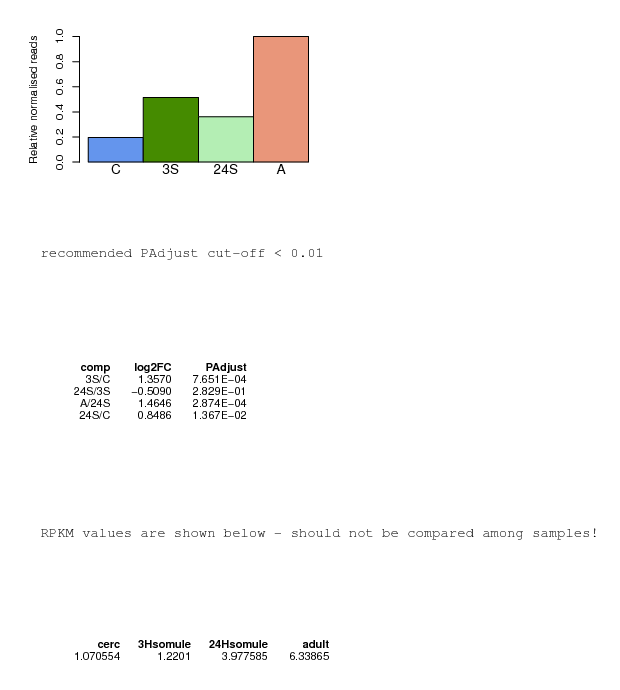 Relative normalised reads
1.0
0.8
0.6
0.4
0.2
0.0
C 3S 24S A
recommended PAdjust cut-off < 0.01
comp log2FC PAdjust
3S/C 1.3570 7.651E-04
24S/3S -0.5090 2.829E-01
A/24S 1.4646 2.874E-04
24S/C 0.8486 1.367E-02
RPKM values are shown below - should not be compared among samples!
cerc 3Hsomule 24Hsomule adult
1.070554 1.2201 3.977585 6.33865